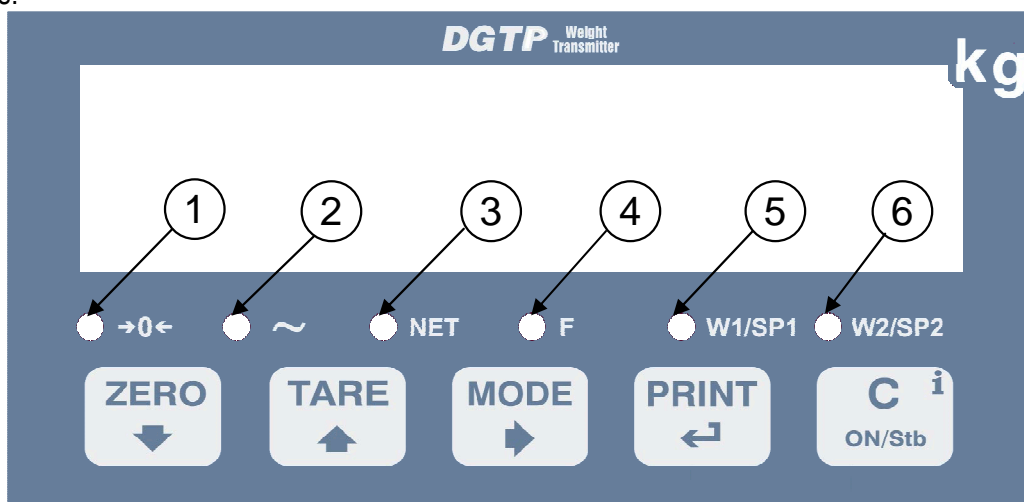 DGTP Weight Transmitter
kg
1 2 3 4 5 6
→0← ~ NET F W1/SP1 W2/SP2
ZERO TARE MODE PRINT C i
ON/Stb